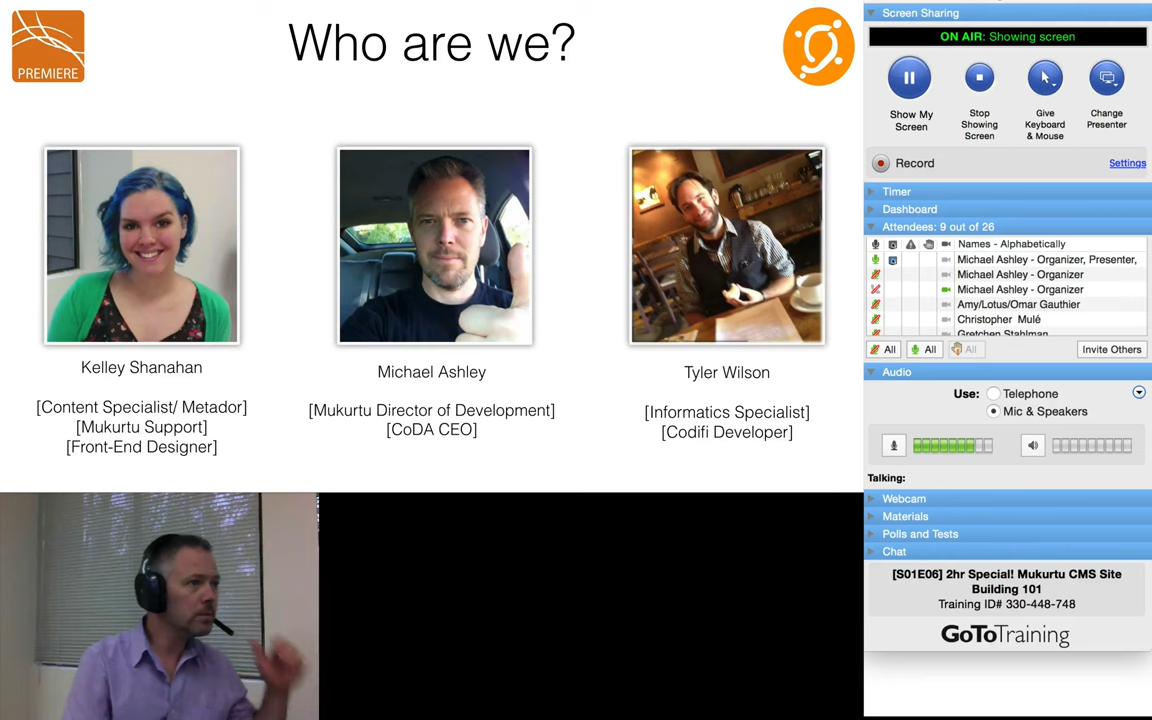 PREMIERE
Who are we?
Kelley Shanahan
[Content Specialist/ Metador]
[Mukurtu Support]
[Front-End Designer]
Michael Ashley
[Mukurtu Director of Development]
[CoDA CEO]
Tyler Wilson
[Informatics Specialist]
[Codifi Developer]
Screen Sharing
ON AIR: Showing screen
Show My
Screen
Stop
Showing
Screen
Give
Keyboard
& Mouse
Change
Presenter
Record
Settings
Timer
Dashboard
Attendees: 9 out of 26
Names - Alphabetically
Michael Ashley - Organizer, Presenter,
Michael Ashley - Organizer
Michael Ashley - Organizer
Amy/Lotus/Omar Gauthier
Christopher Mulé
Gretchen Stahlman
All
All
All
Invite Others
Audio
Use:
Telephone
Mic & Speakers
Talking:
Webcam
Materials
Polls and Tests
Chat
[S01E06] 2hr Special! Mukurtu CMS Site
Building 101
Training ID# 330-448-748
GoToTraining